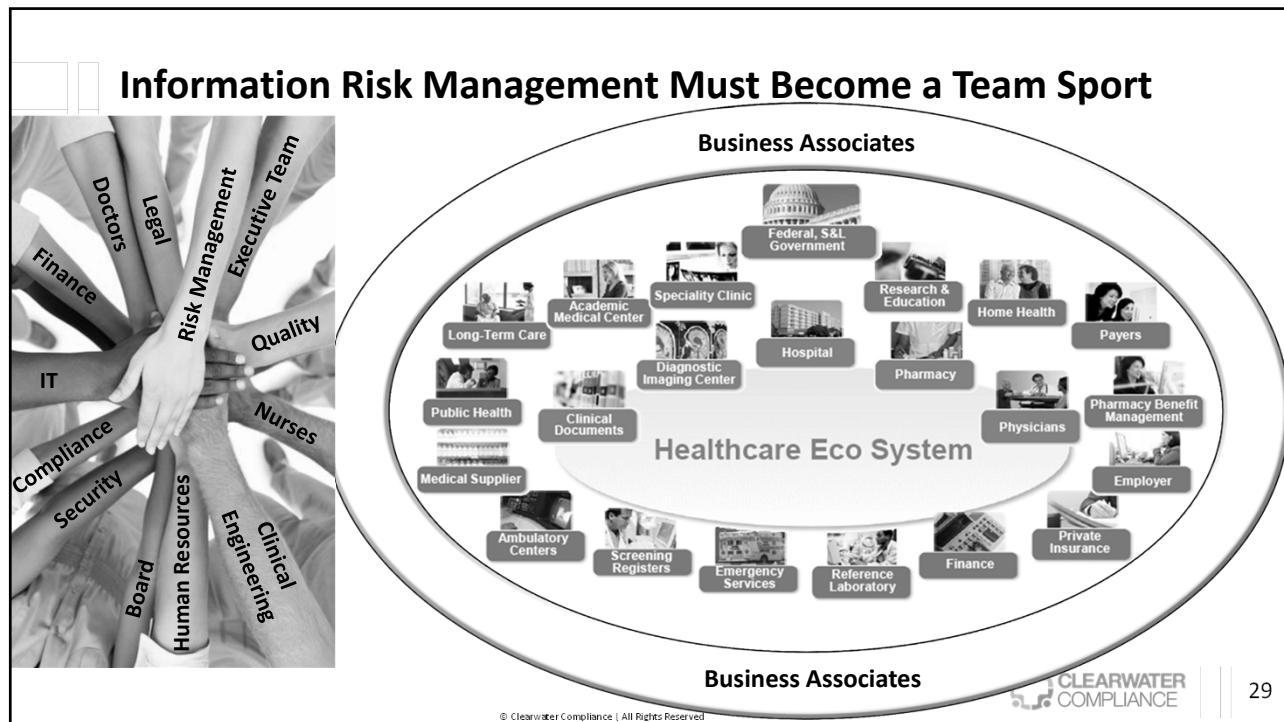 Information Risk Management Must Become a Team Sport
Doctors
Legal
Risk Management
Executive Team
Finance
Quality
IT
Nurses
Compliance
Security
Board
Human Resources
Clinical
Engineering
Business Associates
Federal, S&L
Government
Speciality Clinic
Research &
Education
Academic
Medical Center
Home Health
Long-Term Care
Payers
Hospital
Diagnostic
Imaging Center
Pharmacy
Public Health
Clinical
Documents
Physicians
Pharmacy Benefit
Management
Healthcare Eco System
Medical Supplier
Employer
Ambulatory
Centers
Screening
Registers
Emergency
Services
Reference
Laboratory
Finance
Private
Insurance
Business Associates
CLEARWATER
COMPLIANCE
29
© Clearwater Compliance | All Rights Reserved